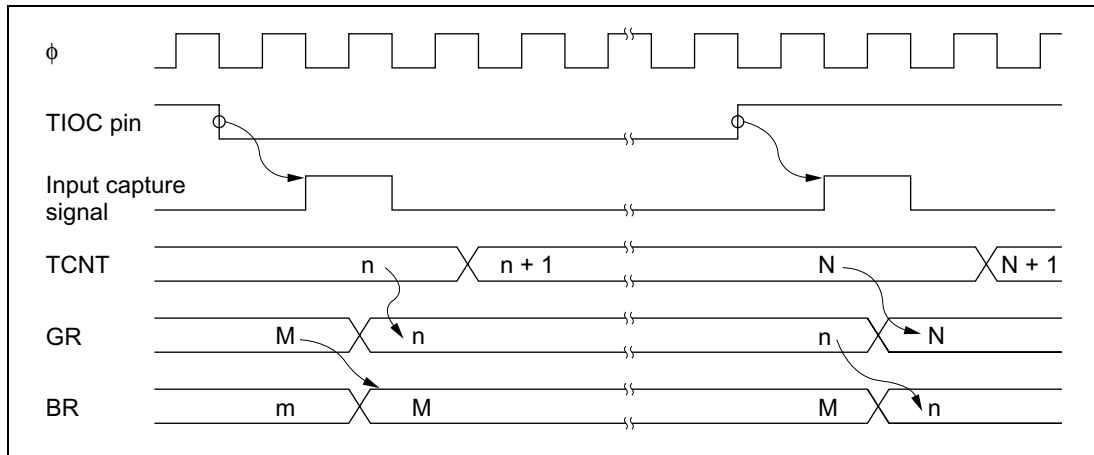 ϕ
TIOC pin
Input capture
signal
TCNT n n + 1 N N + 1
GR M n n N
BR m M M n